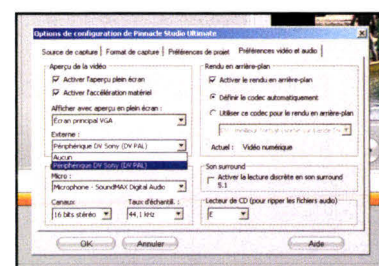 Options de configuration de Pinnacle Studio Ultimate
Source de capture
Format de capture
Préférences de projet
Préférences vidéo et audio
Aperçu de la vidéo
Activer l'aperçu plein écran
Activer l'accélération matériel
Afficher avec aperçu en plein écran :
Écran principal VGA
Externe :
Périphérique DV Sony (DV PAL)
Aucun
Périphérique DV Sony (DV PAL)
Micro :
Microphone - SoundMAX Digital Audio
Canaux
Taux d'échantill. :
16 bits stéréo
44,1 kHz
Rendu en arrière-plan
Activer le rendu en arrière-plan
Définir le codec automatiquement
Utiliser ce codec pour le rendu en arrière-plan
Actuel : Vidéo numérique
Son surround
Activer la lecture discrète en son surround
5.1
Lecteur de CD (pour ripper les fichiers audio)
E
OK
Annuler
Aide